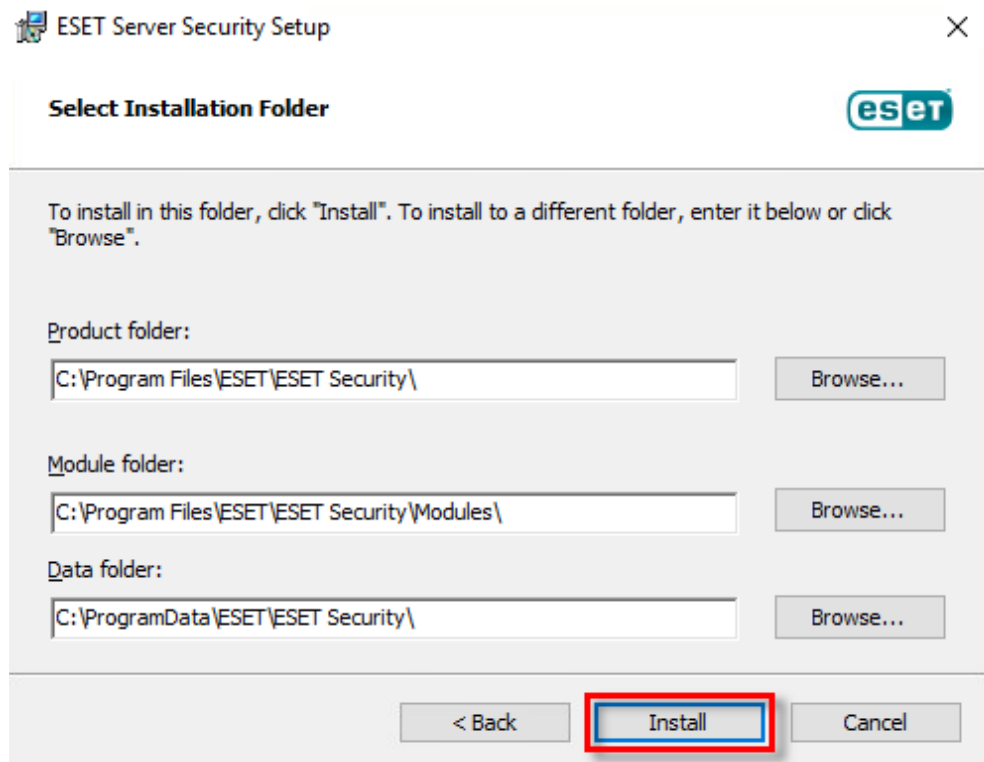 ESET Server Security Setup
Select Installation Folder
eset
To install in this folder, click "Install". To install to a different folder, enter it below or click
"Browse".
Product folder:
C:\Program Files\ESET\ESET Security\
Browse...
Module folder:
C:\Program Files\ESET\ESET Security\Modules\
Browse...
Data folder:
C:\ProgramData\ESET\ESET Security\
Browse...
< Back
Install
Cancel